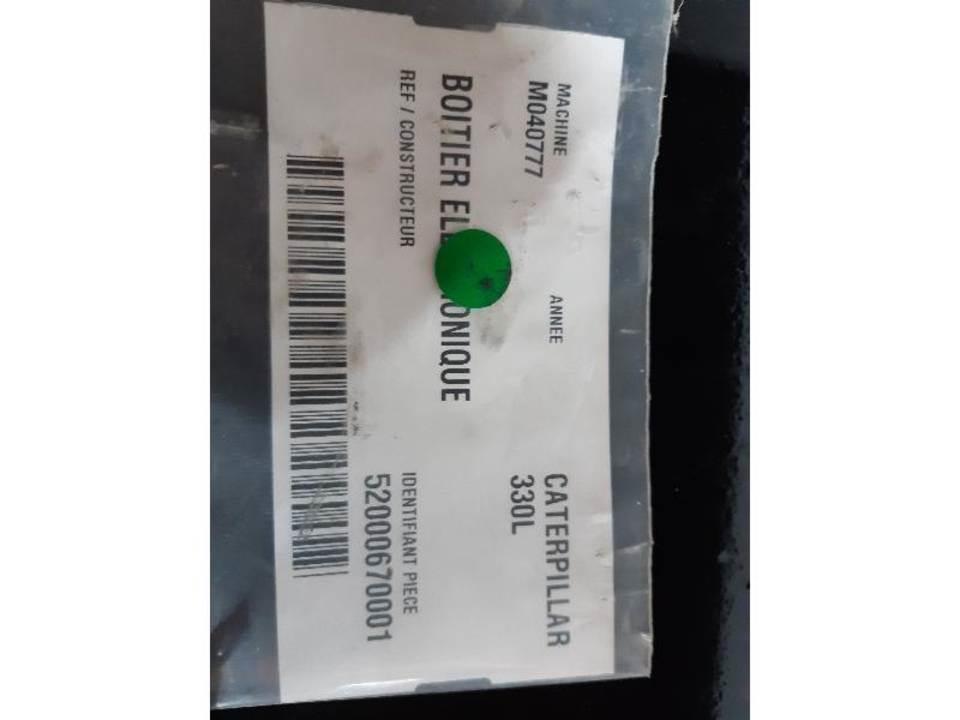 MACHINE
M040777
ANNEE
CATERPILLAR
330L
BOITIER
REF / CONSTRUCTEUR
IDENTIFIANT PIECE
52000670001